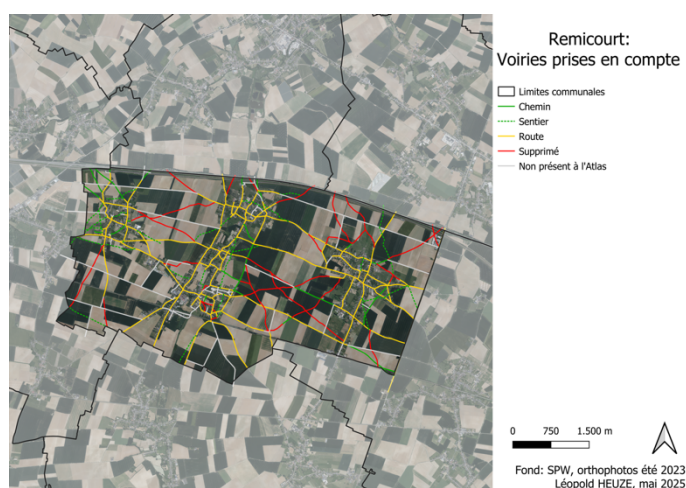 Remicourt:
Voiries prises en compte
Limites communales
Chemin
Sentier
Route
Supprimé
Non présent à l'Atlas
0 750 1.500 m
Fond: SPW, orthophotos été 2023
Léopold HEUZE, mai 2025